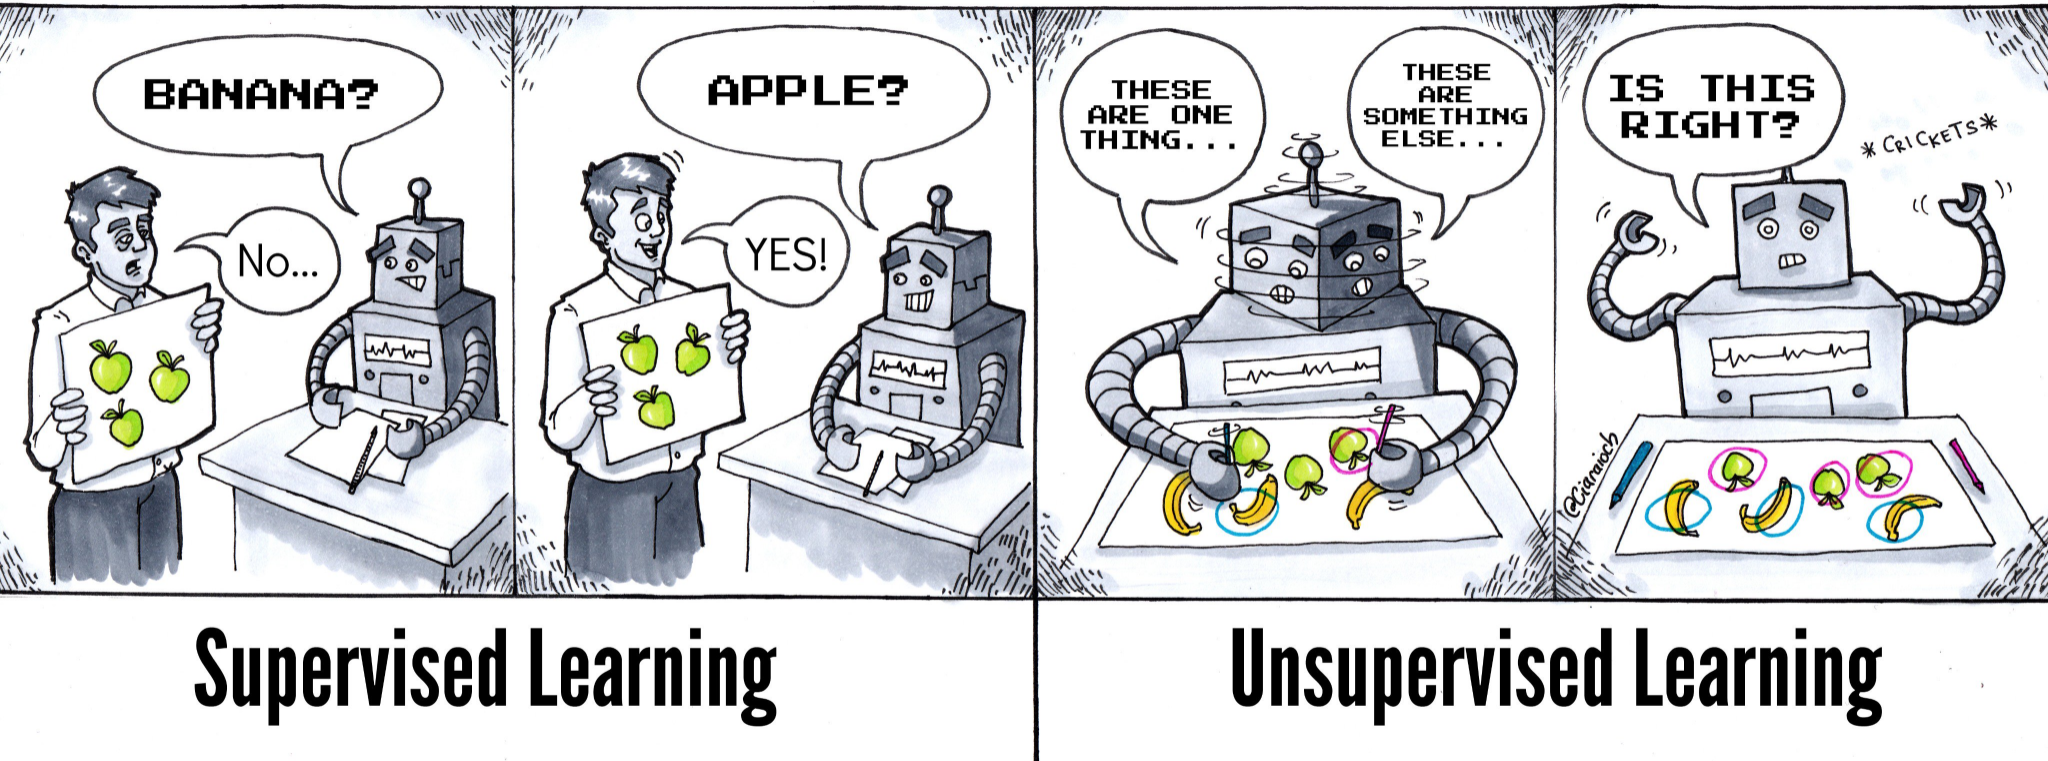 BANANA?
No...
APPLE?
YES!
THESE
ARE ONE
THING...
THESE
ARE
SOMETHING
ELSE...
IS THIS
RIGHT?
*CRICKETS*
@Ciaraioch
Supervised Learning
Unsupervised Learning